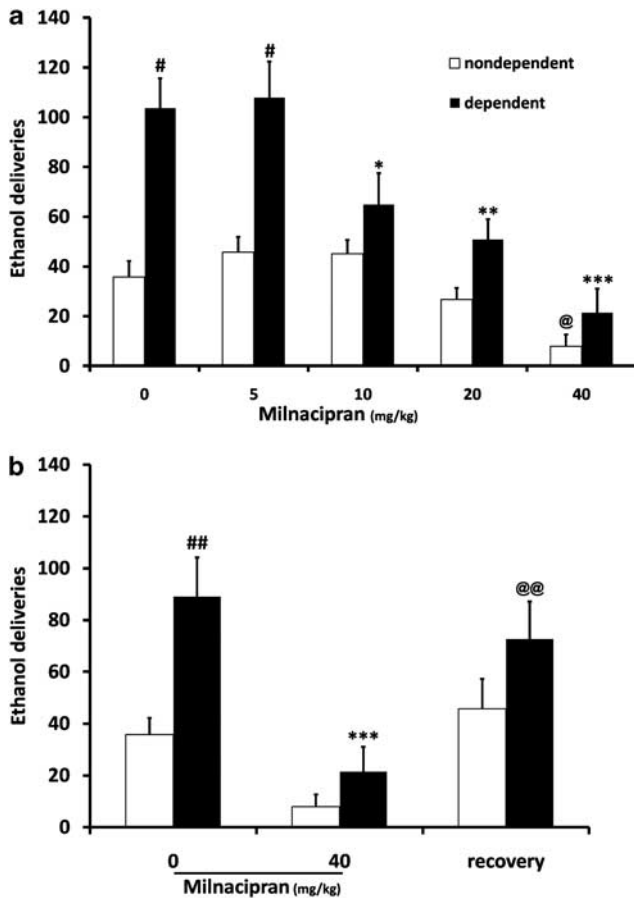 a
140
120
100
80
60
40
20
0
Ethanol deliveries
nondependent
dependent
#
#
*
**
@
***
0 5 10 20 40
Milnacipran (mg/kg)
b
140
120
100
80
60
40
20
0
Ethanol deliveries
##
***
@@
0 40 recovery
Milnacipran (mg/kg)